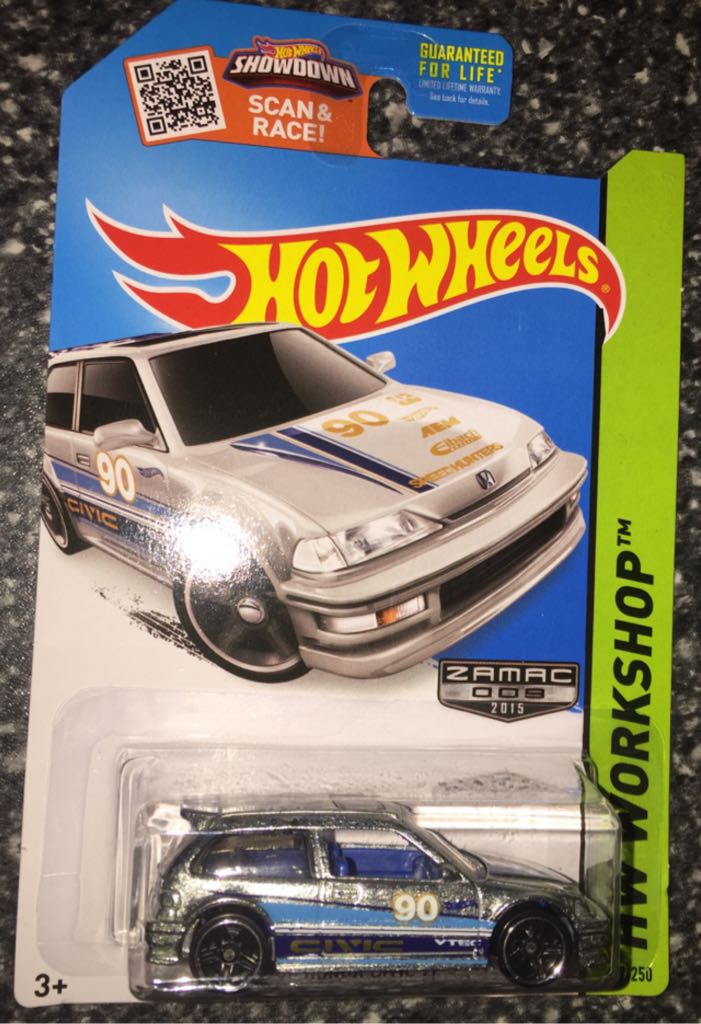 HOT WHEELS
SHOWDOWN
SCAN &
RACE!
GUARANTEED
FOR LIFE*
LIMITED LIFETIME WARRANTY.
See back for details.
HOT WHEELS®
90
AEM
SPEEDHUNTERS
90
CIVIC
ZAMAC
009
2015
HW WORKSHOP™
90
CIVIC
VTEC
3+
/250